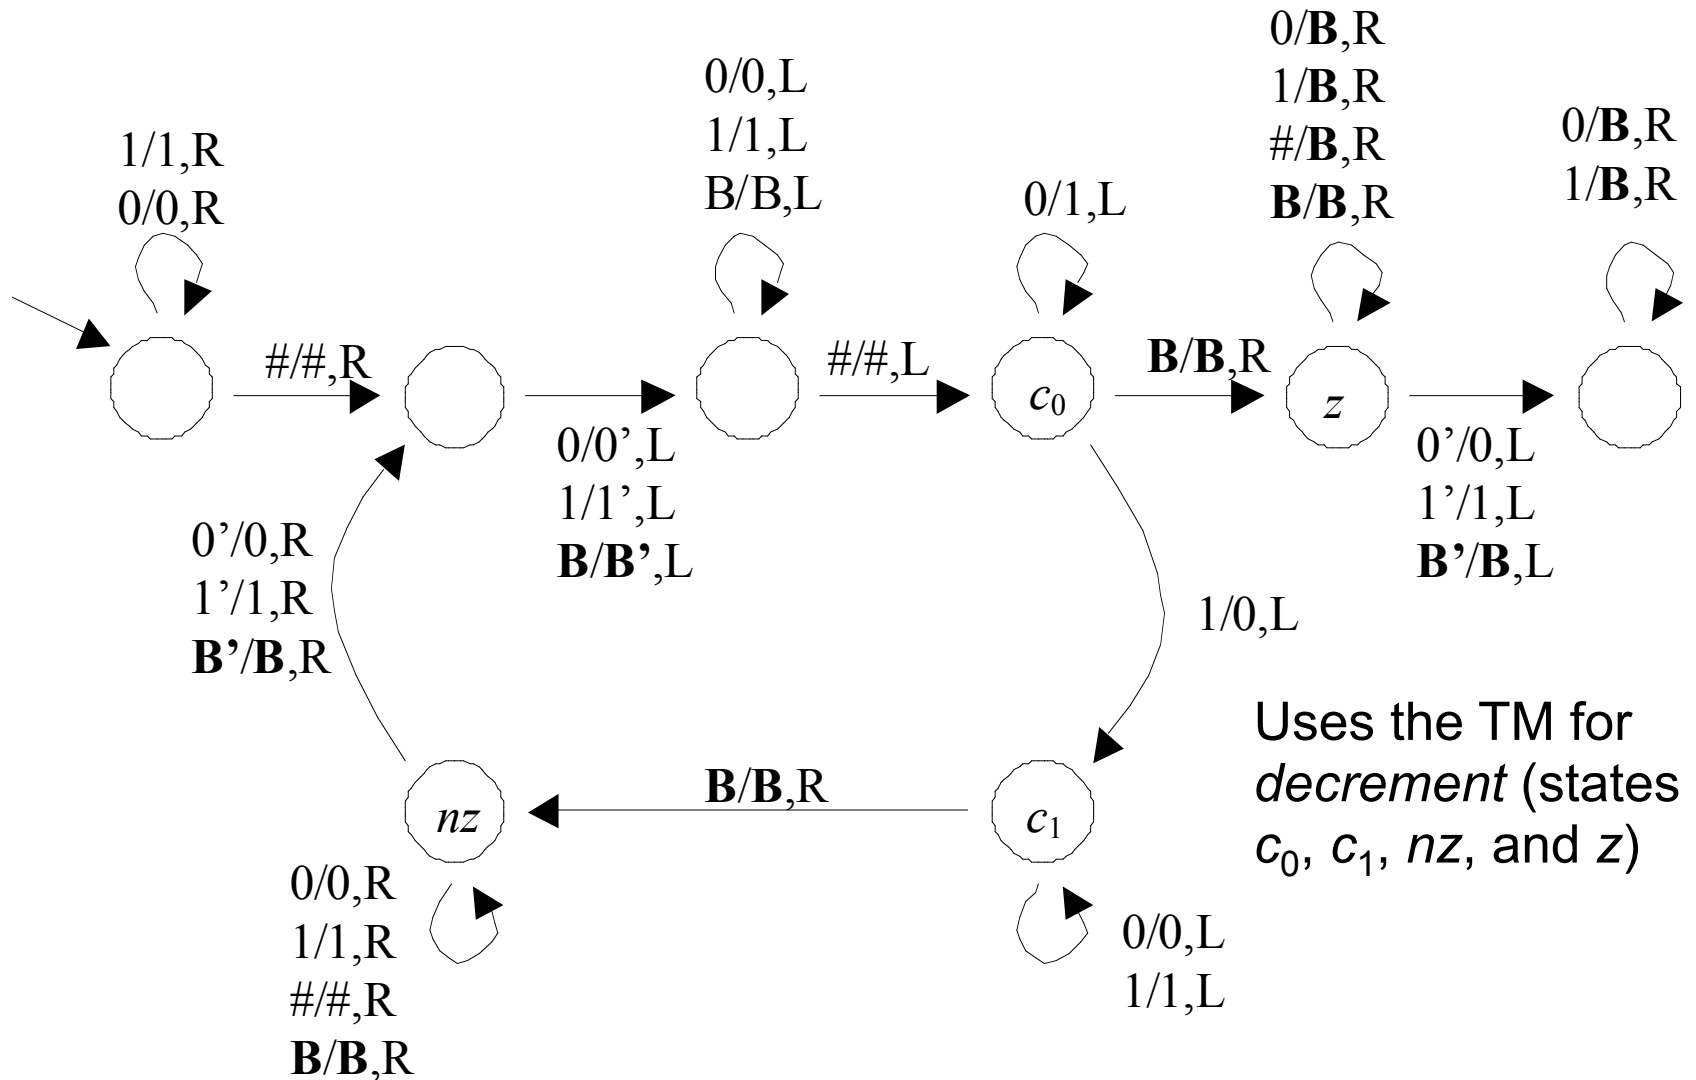 0/B,R
1/B,R
#/B,R
B/B,R
0/0,L
1/1,L
B/B,L
0/B,R
1/B,R
1/1,R
0/0,R
0/1,L
#/#,R
#/#,L
B/B,R
c0
z
0/0’,L
1/1’,L
B/B’,L
0’/0,L
1’/1,L
B’/B,L
0’/0,R
1’/1,R
B’/B,R
1/0,L
B/B,R
nz
c1
Uses the TM for
decrement (states
c0, c1, nz, and z)
0/0,R
1/1,R
#/#,R
B/B,R
0/0,L
1/1,L